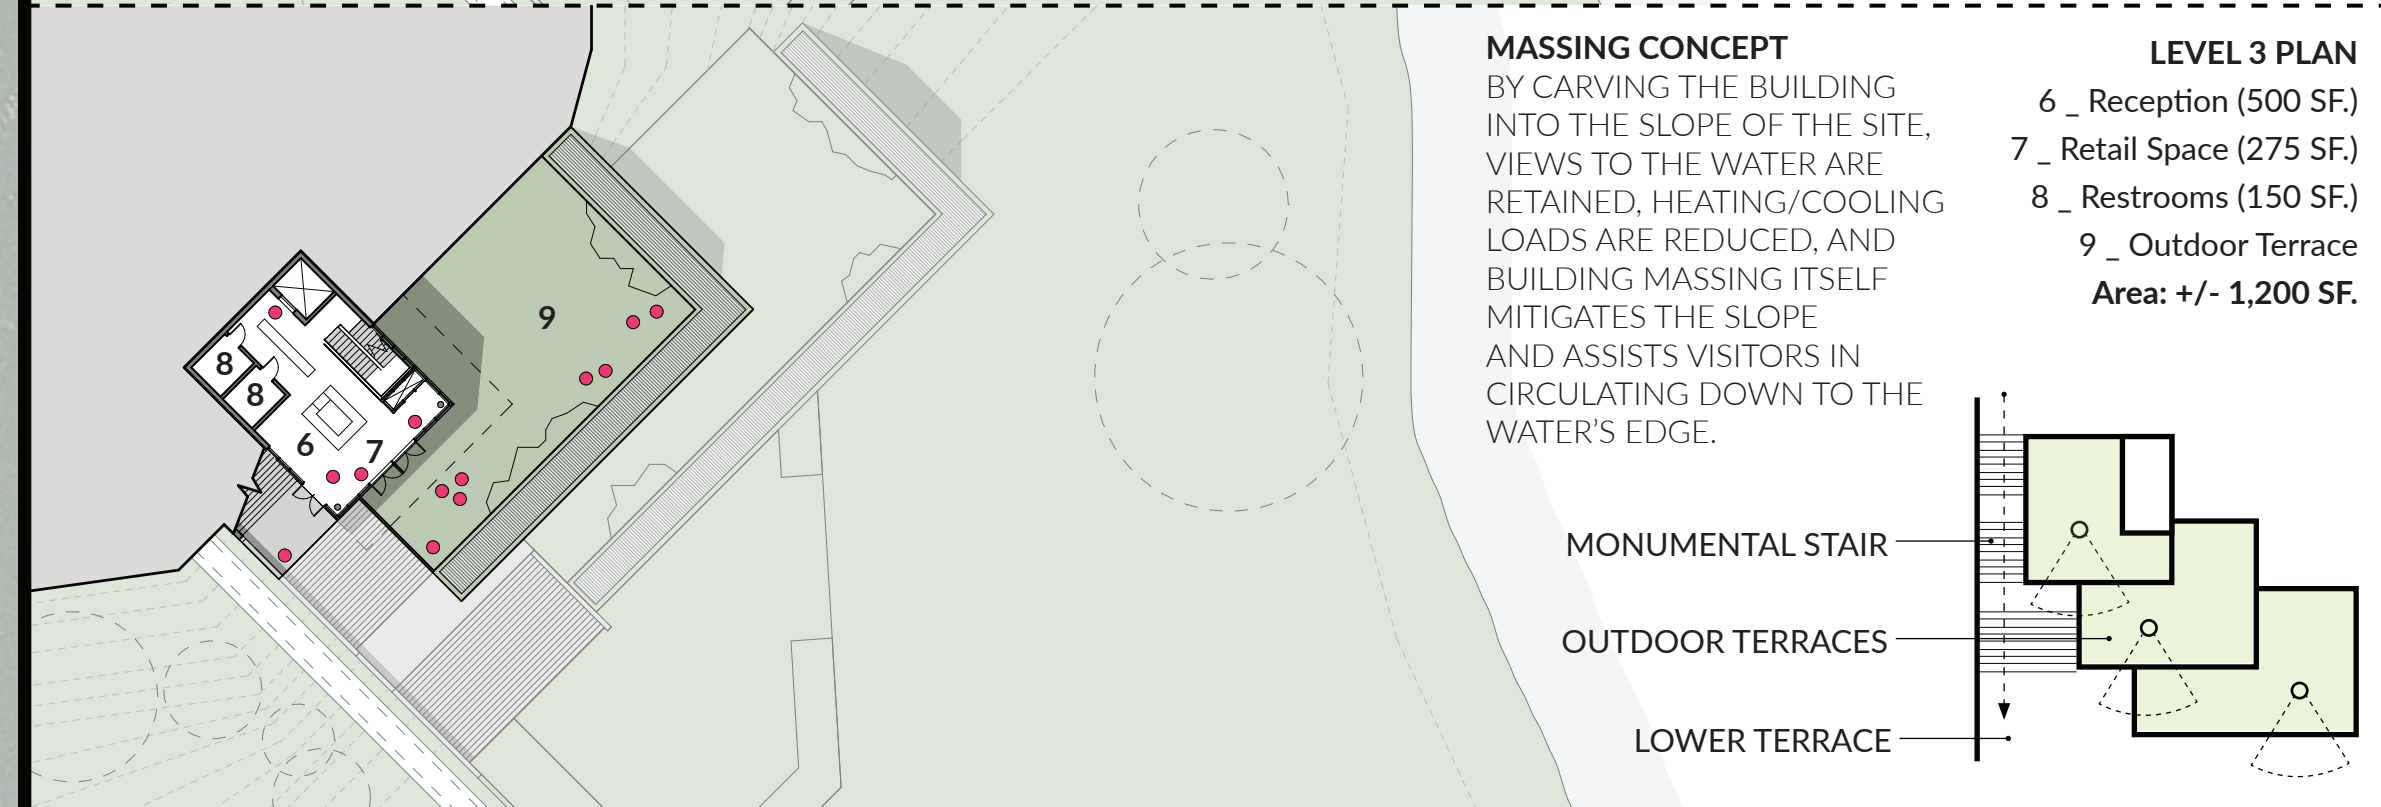 MASSING CONCEPT
BY CARVING THE BUILDING
INTO THE SLOPE OF THE SITE,
VIEWS TO THE WATER ARE
RETAINED, HEATING/COOLING
LOADS ARE REDUCED, AND
BUILDING MASSING ITSELF
MITIGATES THE SLOPE
AND ASSISTS VISITORS IN
CIRCULATING DOWN TO THE
WATER’S EDGE.
LEVEL 3 PLAN
6 _ Reception (500 SF.)
7 _ Retail Space (275 SF.)
8 _ Restrooms (150 SF.)
9 _ Outdoor Terrace
Area: +/- 1,200 SF.
9
8
8
6
7
MONUMENTAL STAIR
OUTDOOR TERRACES
LOWER TERRACE